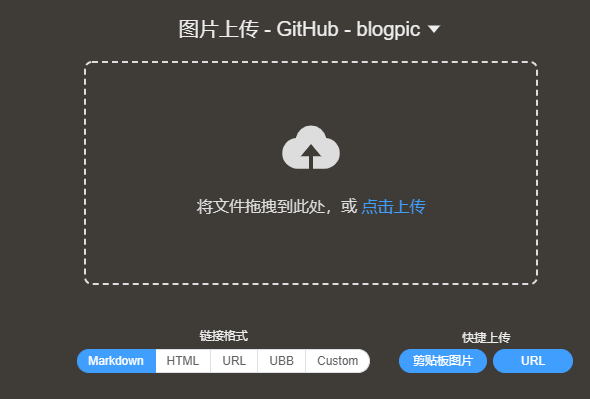 图片上传 - GitHub - blogpic
将文件拖拽到此处，或 点击上传
链接格式
快捷上传
Markdown HTML URL UBB Custom
剪贴板图片 URL